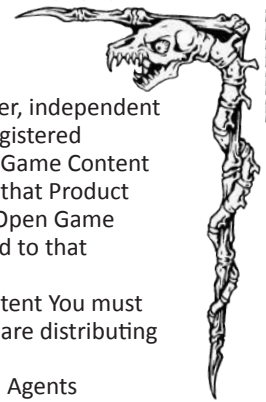 er, independent
gistered
Game Content
that Product
Open Game
d to that
tent You must
are distributing
Agents